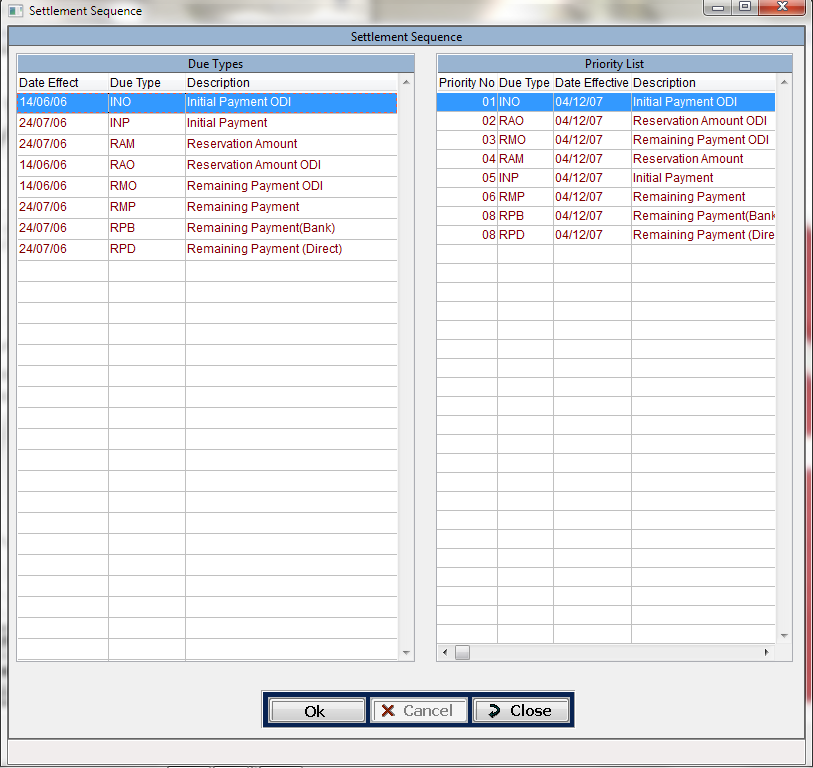 Settlement Sequence
Settlement Sequence
Due Types
Date Effect Due Type Description
14/06/06 INO Initial Payment ODI
24/07/06 INP Initial Payment
24/07/06 RAM Reservation Amount
14/06/06 RAO Reservation Amount ODI
14/06/06 RMO Remaining Payment ODI
24/07/06 RMP Remaining Payment
24/07/06 RPB Remaining Payment(Bank)
24/07/06 RPD Remaining Payment (Direct)
Priority List
Priority No Due Type Date Effective Description
01 INO 04/12/07 Initial Payment ODI
02 RAO 04/12/07 Reservation Amount ODI
03 RMO 04/12/07 Remaining Payment ODI
04 RAM 04/12/07 Reservation Amount
05 INP 04/12/07 Initial Payment
06 RMP 04/12/07 Remaining Payment
08 RPB 04/12/07 Remaining Payment(Bank
08 RPD 04/12/07 Remaining Payment (Dire
Ok Cancel Close